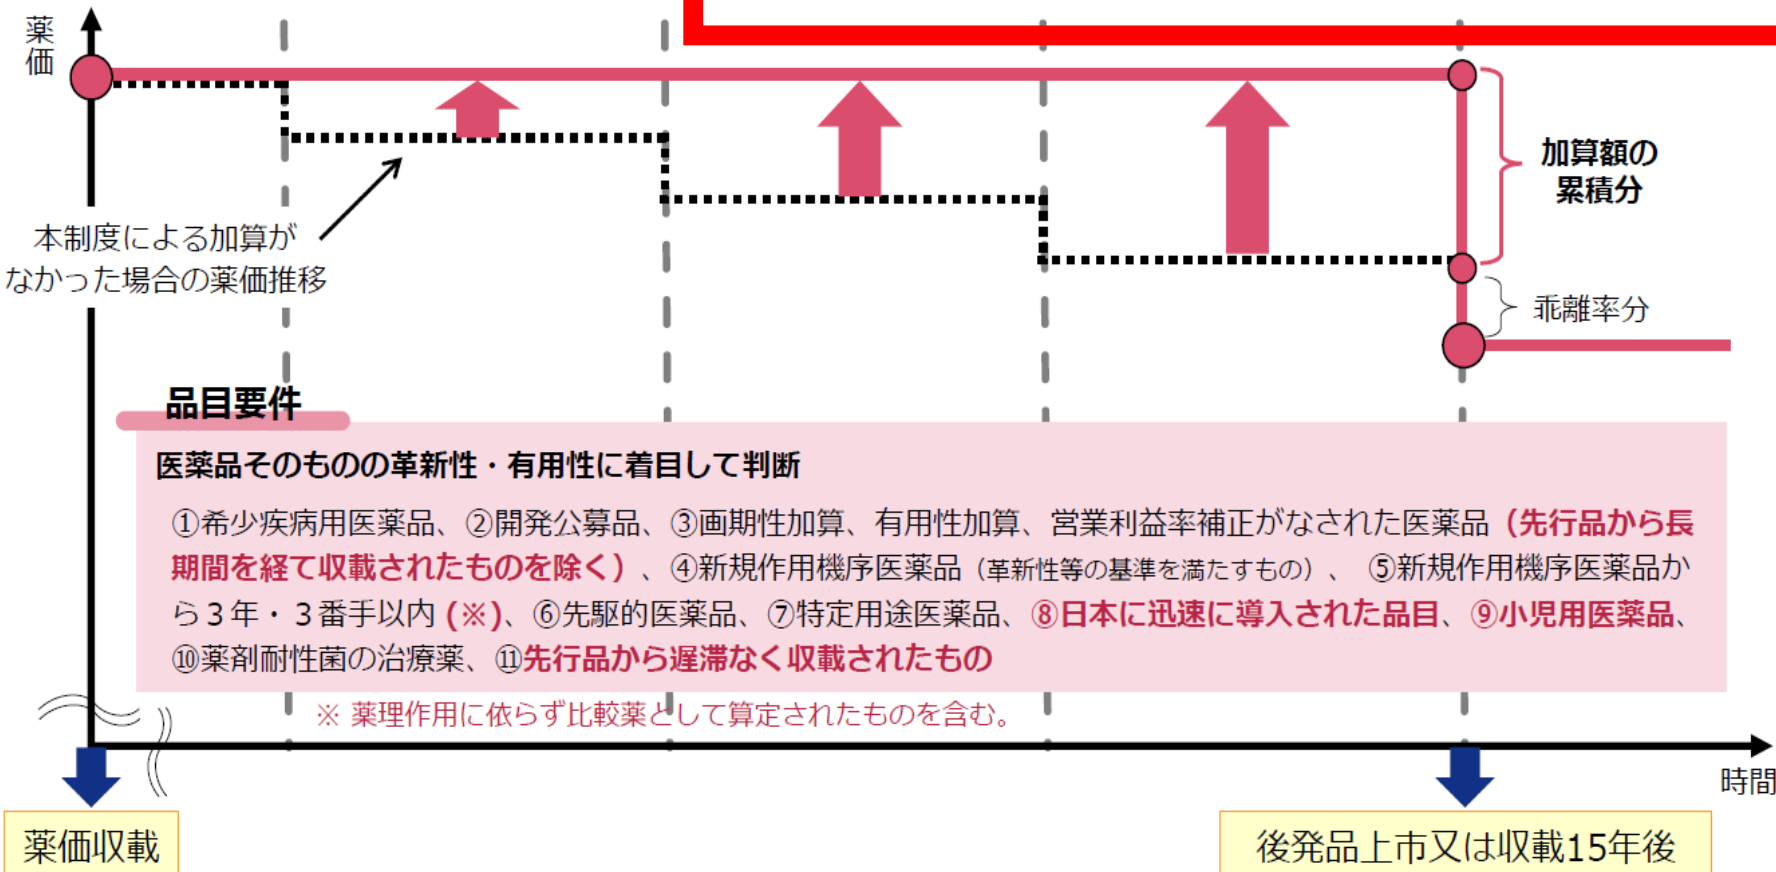 薬
価
本制度による加算が
なかった場合の薬価推移
加算額の
累積分
乖離率分
品目要件
医薬品そのものの革新性・有用性に着目して判断
①希少疾病用医薬品、②開発公募品、③画期性加算、有用性加算、営業利益率補正がなされた医薬品（先行品から長
期間を経て収載されたものを除く）、④新規作用機序医薬品（革新性等の基準を満たすもの）、 ⑤新規作用機序医薬品か
ら３年・３番手以内 (※)、⑥先駆的医薬品、⑦特定用途医薬品、⑧日本に迅速に導入された品目、⑨小児用医薬品、
⑩薬剤耐性菌の治療薬、⑪先行品から遅滞なく収載されたもの
※ 薬理作用に依らず比較薬として算定されたものを含む。
時間
薬価収載
後発品上市又は収載15年後